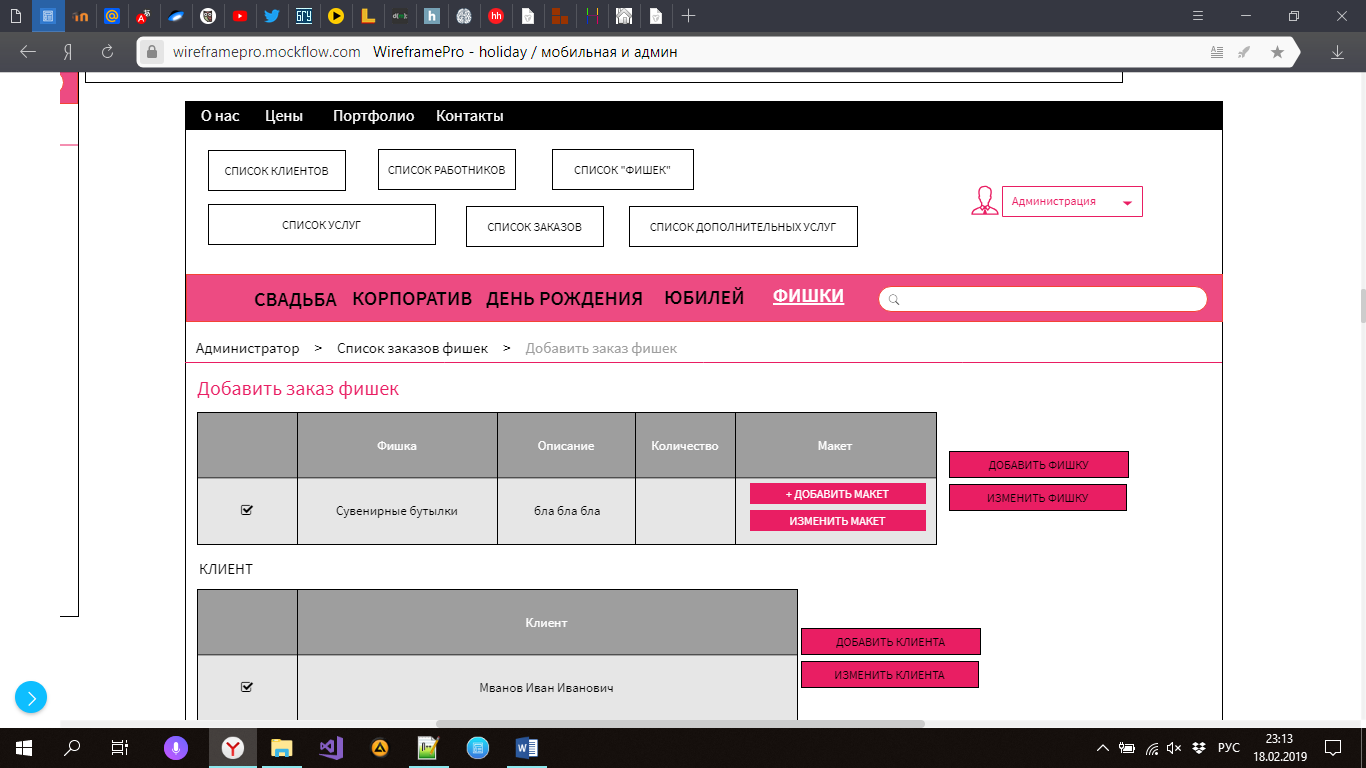 wireframepro.mockflow.com WireframePro - holiday / мобильная и админ
О нас Цены Портфолио Контакты
СПИСОК КЛИЕНТОВ СПИСОК РАБОТНИКОВ СПИСОК "ФИШЕК"
Администрация
СПИСОК УСЛУГ СПИСОК ЗАКАЗОВ СПИСОК ДОПОЛНИТЕЛЬНЫХ УСЛУГ
СВАДЬБА КОРПОРАТИВ ДЕНЬ РОЖДЕНИЯ ЮБИЛЕЙ ФИШКИ
Администратор > Список заказов фишек > Добавить заказ фишек
Добавить заказ фишек
Фишка Описание Количество Макет
ДОБАВИТЬ ФИШКУ
ИЗМЕНИТЬ ФИШКУ
Сувенирные бутылки бла бла бла
+ ДОБАВИТЬ МАКЕТ
ИЗМЕНИТЬ МАКЕТ
КЛИЕНТ
Клиент
ДОБАВИТЬ КЛИЕНТА
ИЗМЕНИТЬ КЛИЕНТА
Мванов Иван Иванович
РУС
23:13
18.02.2019